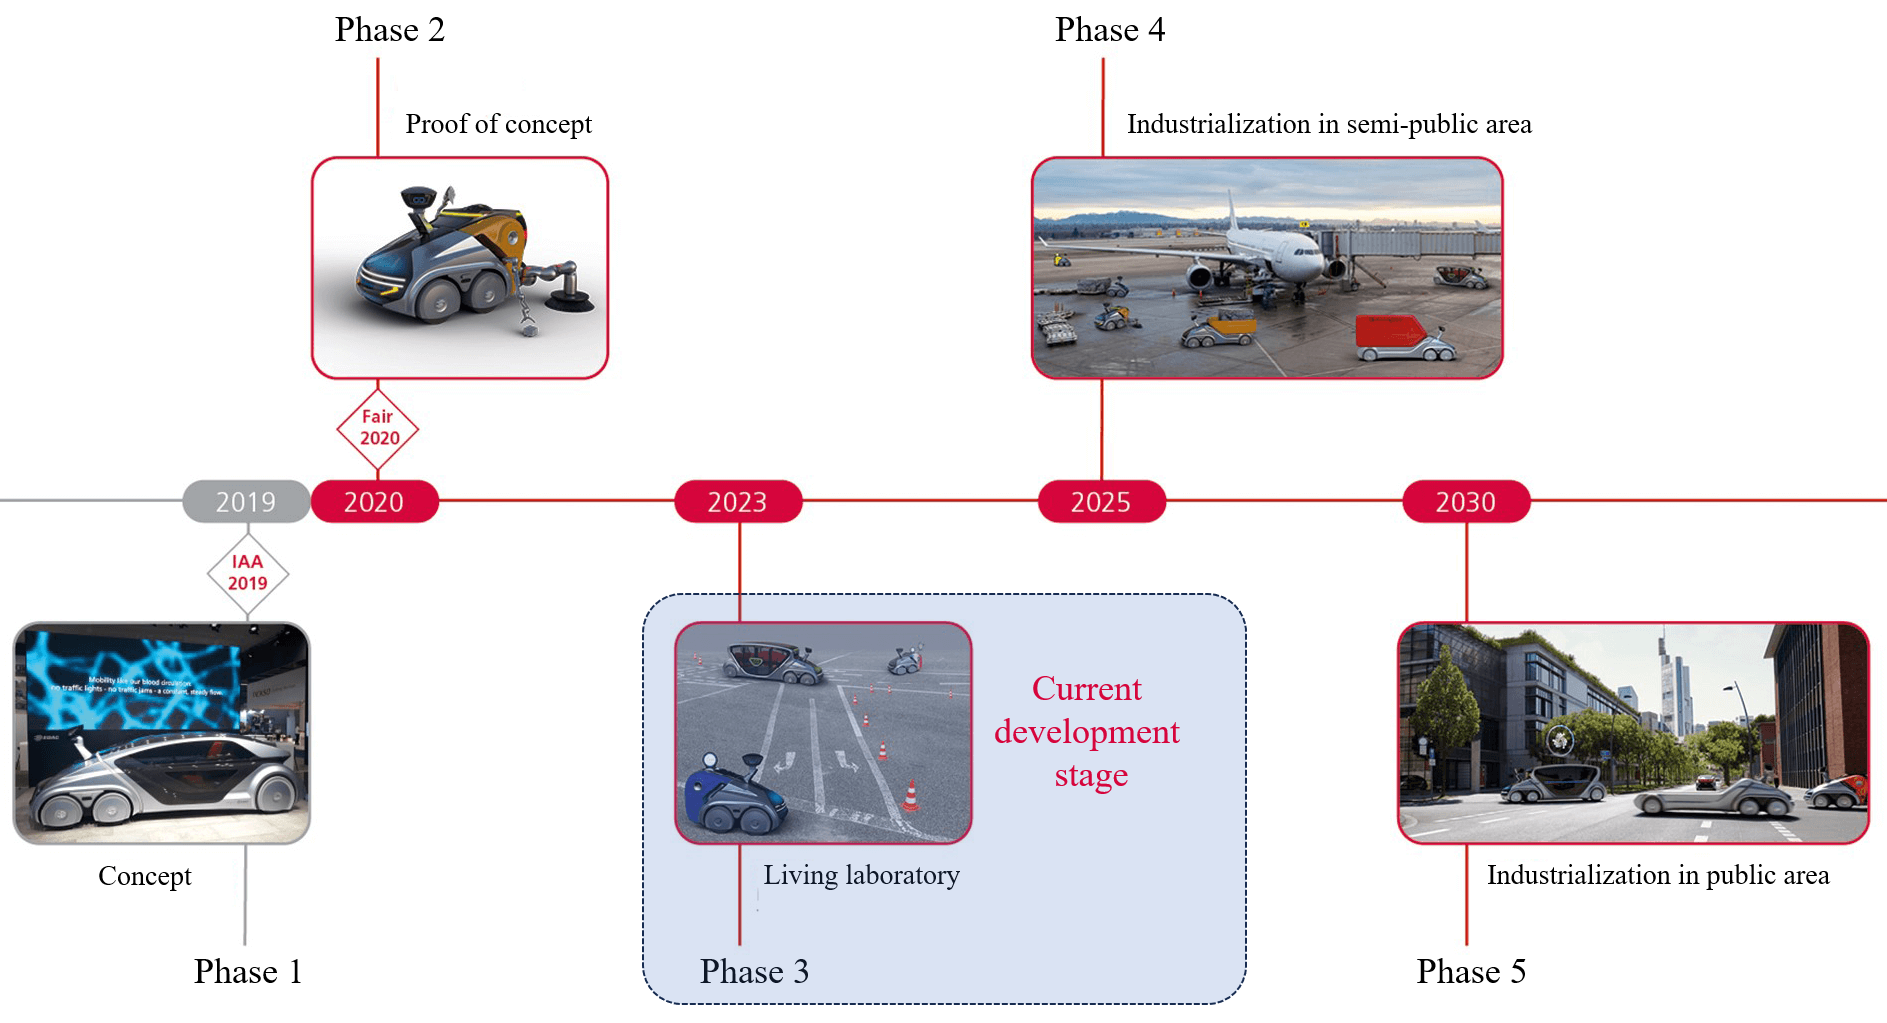 Phase 2
Phase 4
Proof of concept
Industrialization in semi-public area
Fair
2020
2019
2020
2023
2025
2030
IAA
2019
Mobility like our blood circulation:
no traffic lights - no traffic jams - a constant, steady flow.
Current
development
stage
Concept
Living laboratory
Industrialization in public area
Phase 1
Phase 3
Phase 5